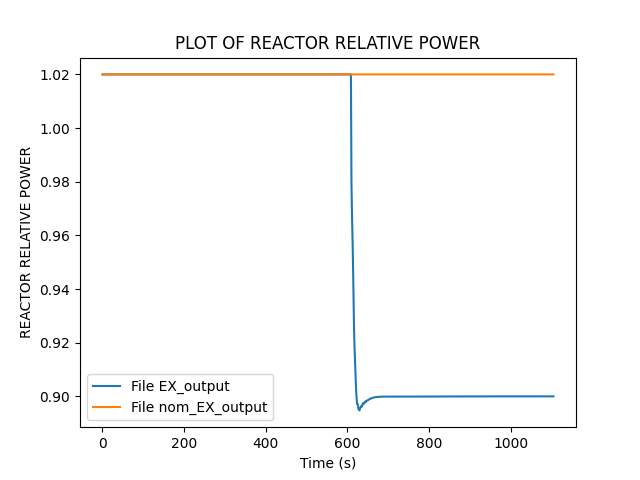 PLOT OF REACTOR RELATIVE POWER
REACTOR RELATIVE POWER
1.02
1.00
0.98
0.96
0.94
0.92
0.90
File EX_output
File nom_EX_output
0 200 400 600 800 1000
Time (s)